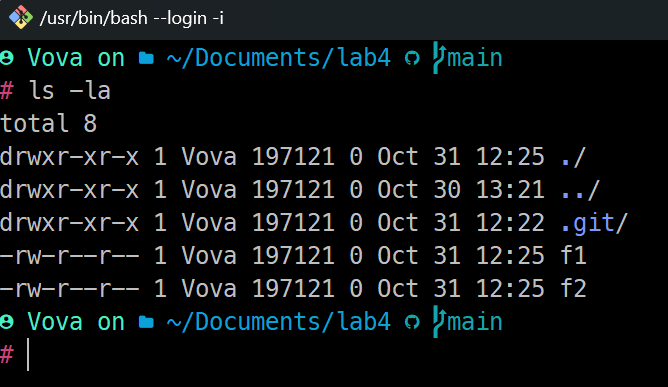 /usr/bin/bash --login -i
Vova on ~/Documents/lab4 main
# ls -la
total 8
drwxr-xr-x 1 Vova 197121 0 Oct 31 12:25 ./
drwxr-xr-x 1 Vova 197121 0 Oct 30 13:21 ../
drwxr-xr-x 1 Vova 197121 0 Oct 31 12:22 .git/
-rw-r--r-- 1 Vova 197121 0 Oct 31 12:25 f1
-rw-r--r-- 1 Vova 197121 0 Oct 31 12:25 f2
Vova on ~/Documents/lab4 main
#